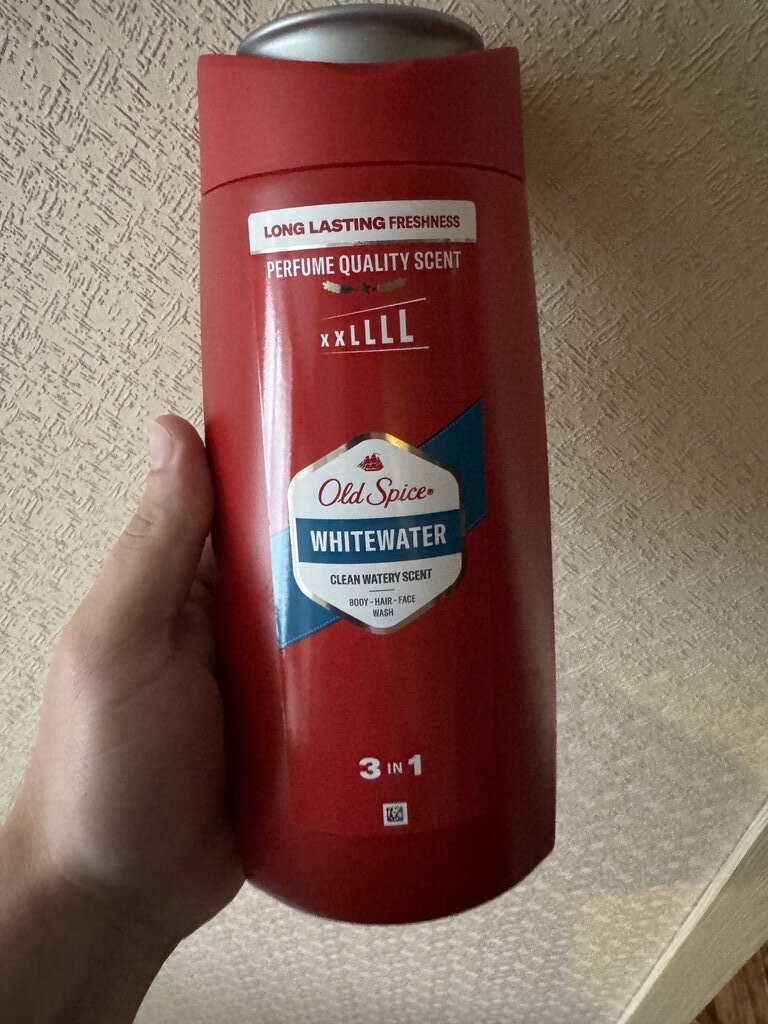 LONG LASTING FRESHNESS
PERFUME QUALITY SCENT
XXLLLL
Old Spice®
WHITEWATER
CLEAN WATERY SCENT
BODY - HAIR - FACE
WASH
3 IN 1